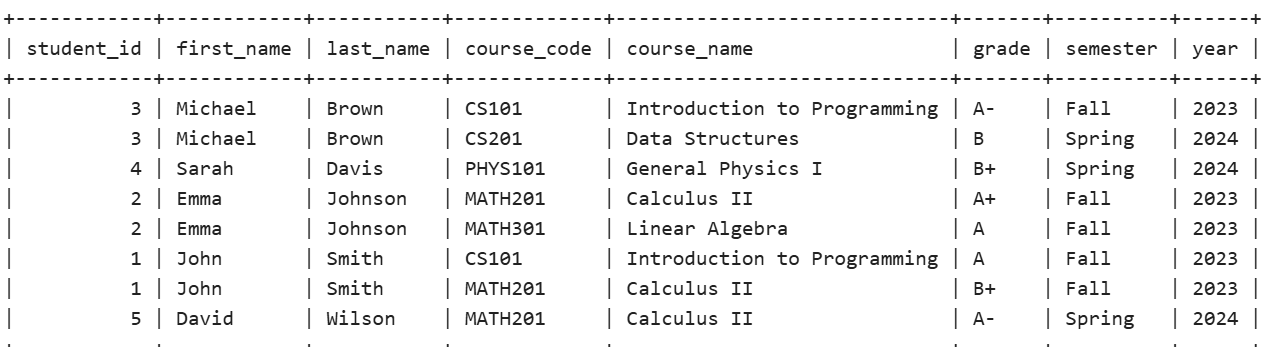 +------------+------------+-----------+-------------+-----------------------------+-------+----------+------+
| student_id | first_name | last_name | course_code | course_name                 | grade | semester | year |
+------------+------------+-----------+-------------+-----------------------------+-------+----------+------+
|          3 | Michael    | Brown     | CS101       | Introduction to Programming | A-    | Fall     | 2023 |
|          3 | Michael    | Brown     | CS201       | Data Structures             | B     | Spring   | 2024 |
|          4 | Sarah      | Davis     | PHYS101     | General Physics I           | B+    | Spring   | 2024 |
|          2 | Emma       | Johnson   | MATH201     | Calculus II                 | A+    | Fall     | 2023 |
|          2 | Emma       | Johnson   | MATH301     | Linear Algebra              | A     | Fall     | 2023 |
|          1 | John       | Smith     | CS101       | Introduction to Programming | A     | Fall     | 2023 |
|          1 | John       | Smith     | MATH201     | Calculus II                 | B+    | Fall     | 2023 |
|          5 | David      | Wilson    | MATH201     | Calculus II                 | A-    | Spring   | 2024 |